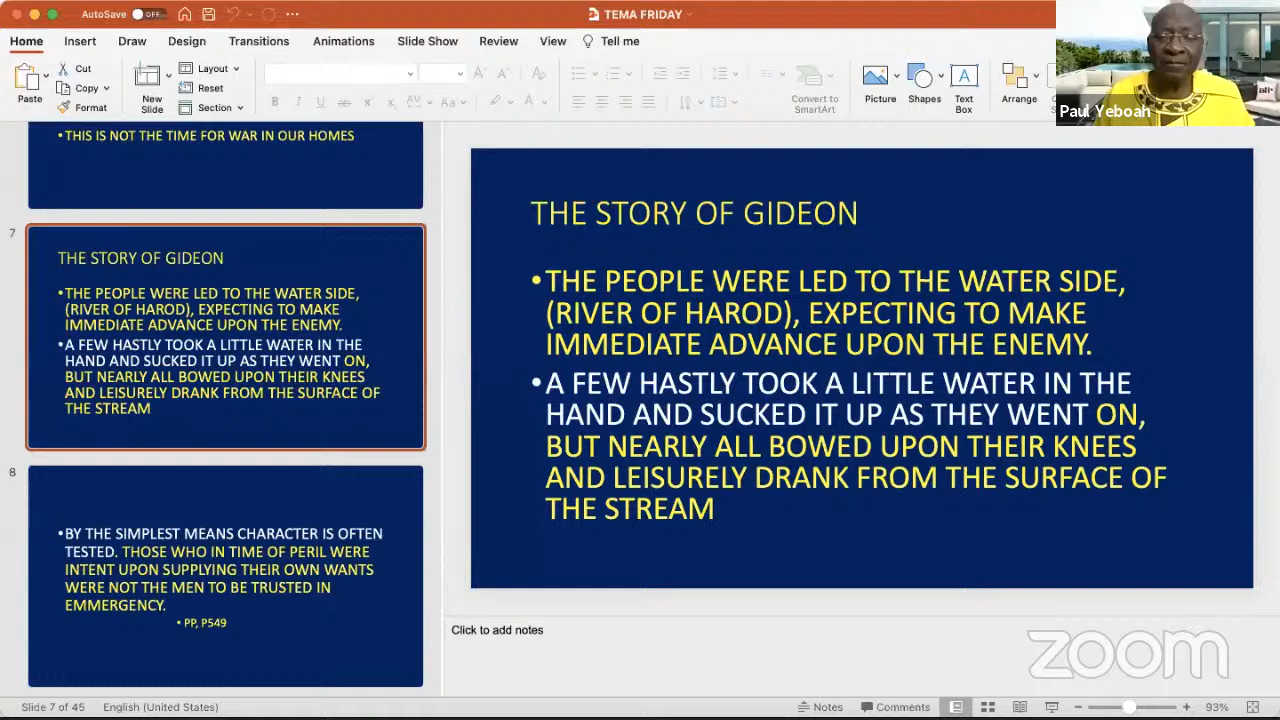 AutoSave
OFF
TEMA FRIDAY
Home
Insert
Draw
Design
Transitions
Animations
Slide Show
Review
View
Tell me
Paste
Cut
Copy
Format
New
Slide
Layout
Reset
Section
Convert to
SmartArt
Picture
Shapes
Text
Box
Arrange
Paul Yeboah
•THIS IS NOT THE TIME FOR WAR IN OUR HOMES
7
THE STORY OF GIDEON
•THE PEOPLE WERE LED TO THE WATER SIDE,
(RIVER OF HAROD), EXPECTING TO MAKE
IMMEDIATE ADVANCE UPON THE ENEMY.
•A FEW HASTLY TOOK A LITTLE WATER IN THE
HAND AND SUCKED IT UP AS THEY WENT ON,
BUT NEARLY ALL BOWED UPON THEIR KNEES
AND LEISURELY DRANK FROM THE SURFACE OF
THE STREAM
8
•BY THE SIMPLEST MEANS CHARACTER IS OFTEN
TESTED. THOSE WHO IN TIME OF PERIL WERE
INTENT UPON SUPPLYING THEIR OWN WANTS
WERE NOT THE MEN TO BE TRUSTED IN
EMMERGENCY.
•PP, P549
THE STORY OF GIDEON
•THE PEOPLE WERE LED TO THE WATER SIDE,
(RIVER OF HAROD), EXPECTING TO MAKE
IMMEDIATE ADVANCE UPON THE ENEMY.
•A FEW HASTLY TOOK A LITTLE WATER IN THE
HAND AND SUCKED IT UP AS THEY WENT ON,
BUT NEARLY ALL BOWED UPON THEIR KNEES
AND LEISURELY DRANK FROM THE SURFACE OF
THE STREAM
Click to add notes
zoom
Slide 7 of 45
English (United States)
Notes
Comments
93%